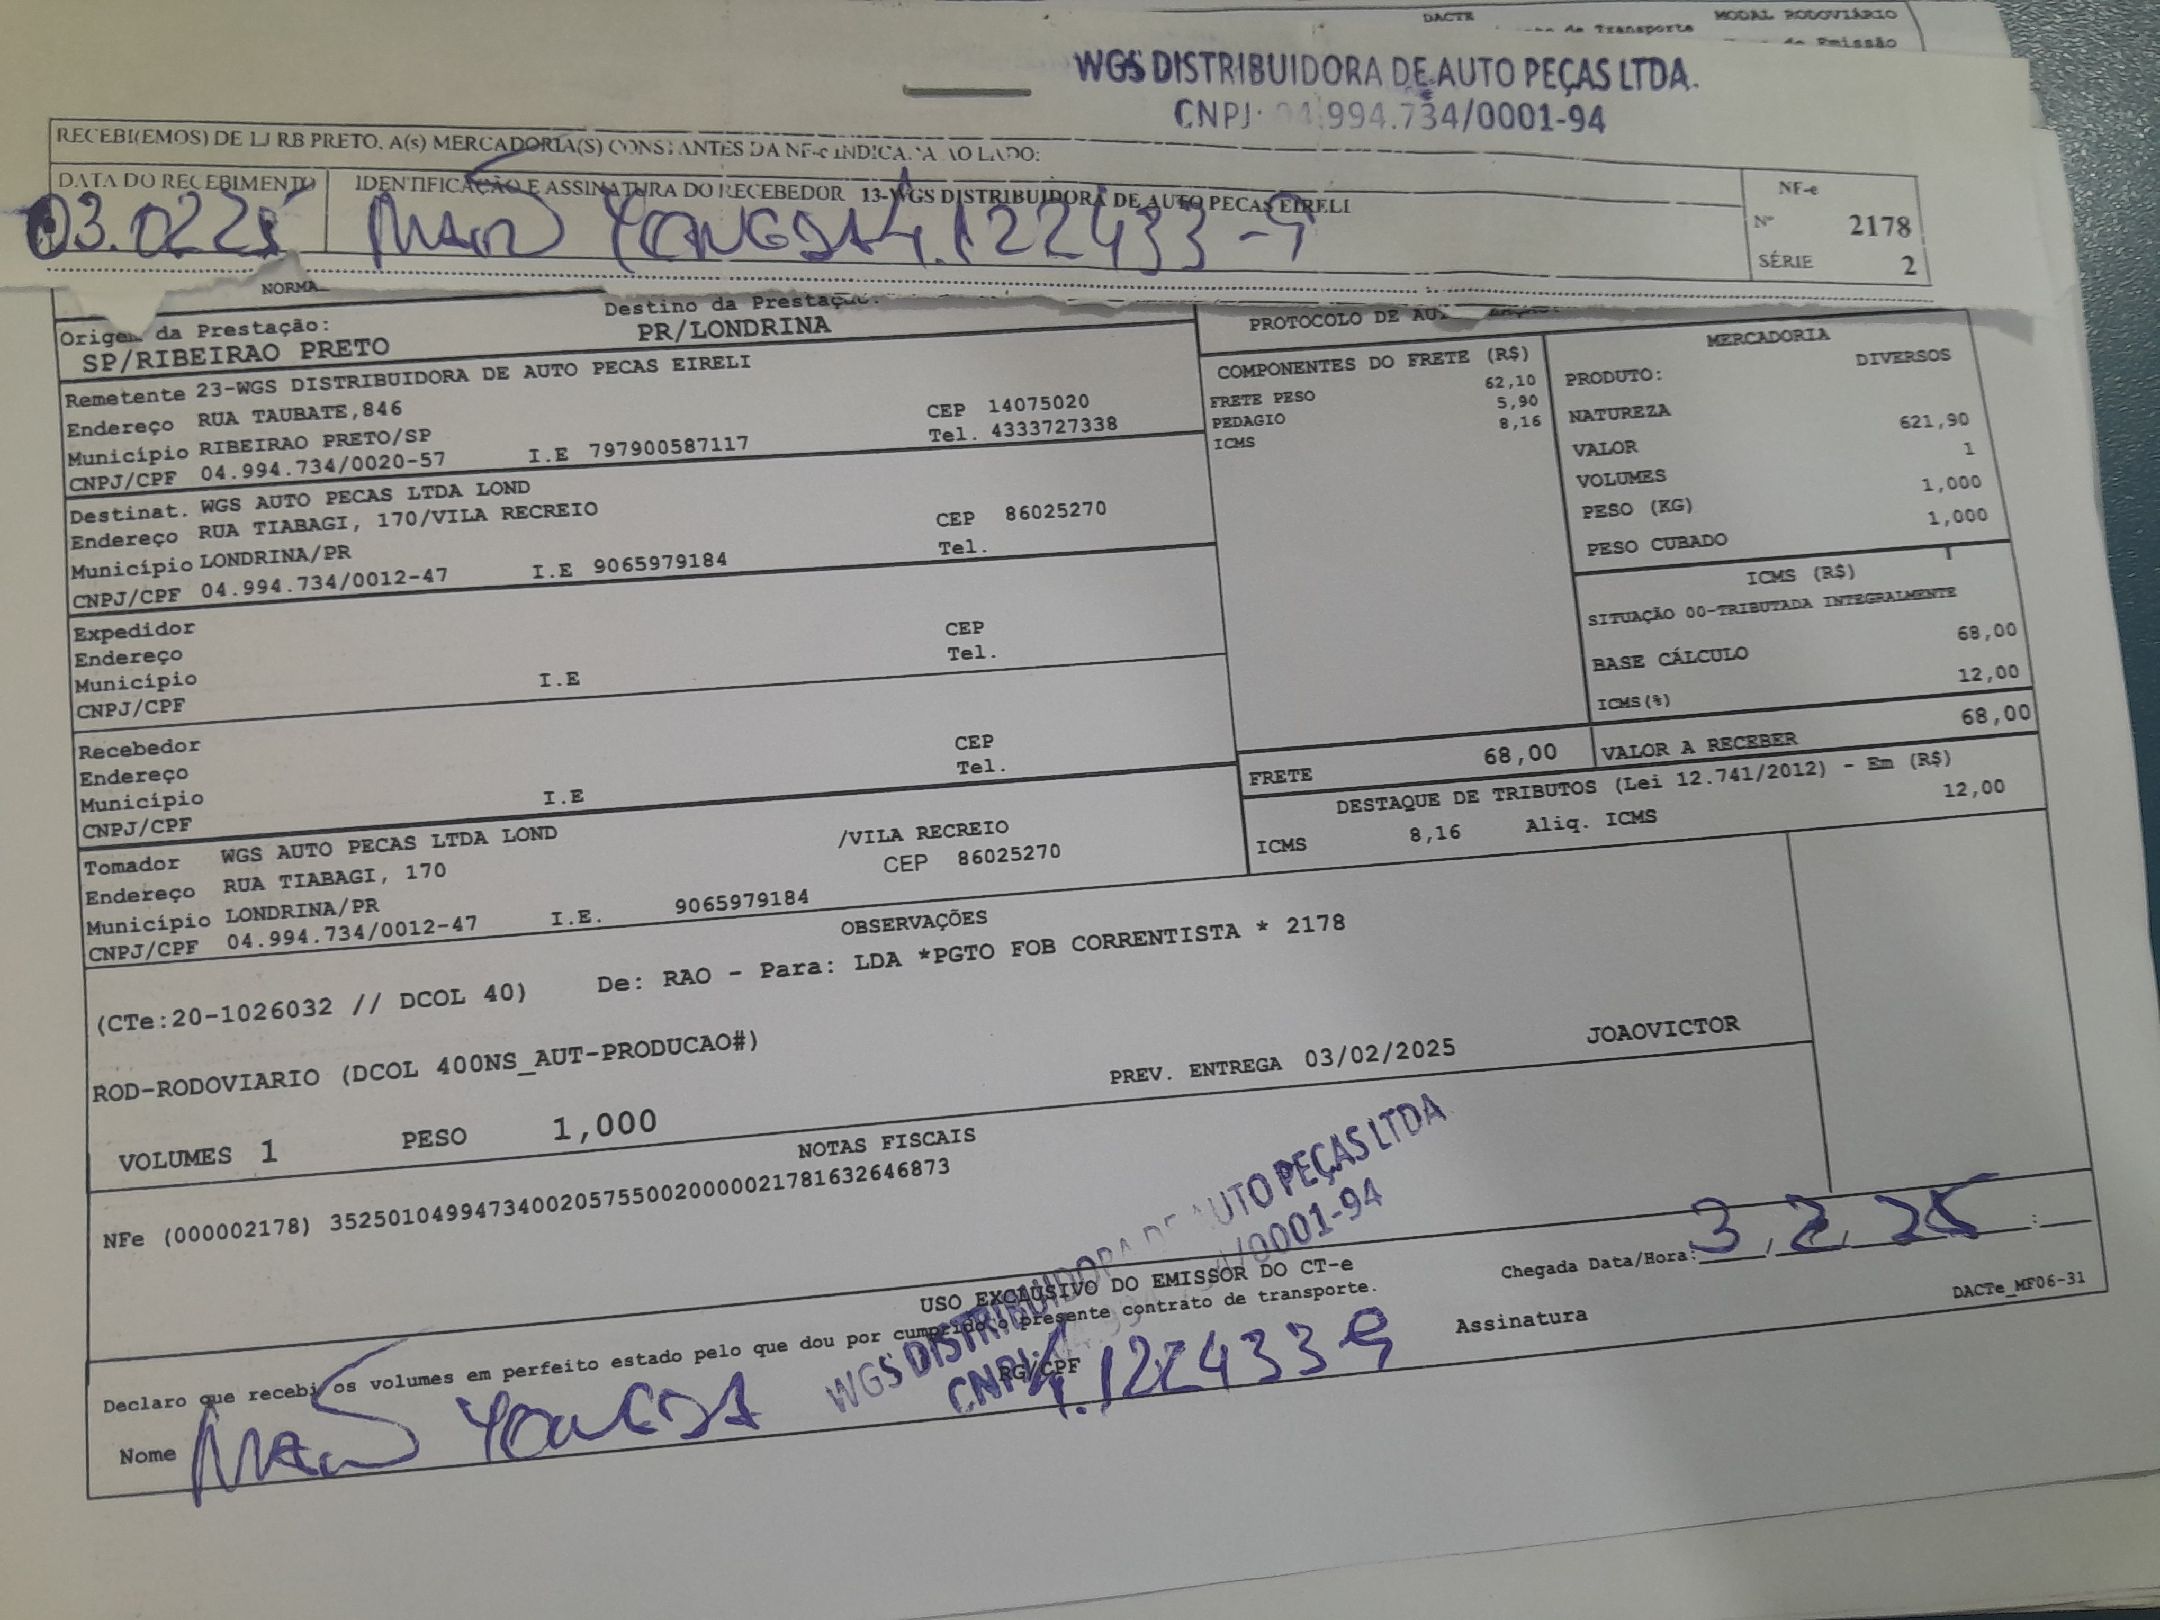 DACTE
MODAL RODOVIÁRIO
de Transporte
de Emissão
WGS DISTRIBUIDORA DE AUTO PEÇAS LTDA.
CNPJ: 04.994.734/0001-94
RECEBI(EMOS) DE LJ RB PRETO, A(s) MERCADORIA(S) CONSTANTES DA NF-e INDICADA AO LADO:
DATA DO RECEBIMENTO
IDENTIFICAÇÃO E ASSINATURA DO RECEBEDOR 13-WGS DISTRIBUIDORA DE AUTO PECAS EIRELI
NF-e
Nº 2178
SÉRIE 2
03.0225
4.122433-9
Destino da Prestação:
PR/LONDRINA
Origem da Prestação:
SP/RIBEIRAO PRETO
PROTOCOLO DE
Remetente 23-WGS DISTRIBUIDORA DE AUTO PECAS EIRELI
Endereço RUA TAUBATE,846 CEP 14075020
Município RIBEIRAO PRETO/SP Tel. 4333727338
CNPJ/CPF 04.994.734/0020-57 I.E 797900587117
Destinat. WGS AUTO PECAS LTDA LOND
Endereço RUA TIABAGI, 170/VILA RECREIO CEP 86025270
Município LONDRINA/PR Tel.
CNPJ/CPF 04.994.734/0012-47 I.E 9065979184
Expedidor
Endereço CEP
Município I.E Tel.
CNPJ/CPF
Recebedor
Endereço CEP
Município I.E Tel.
CNPJ/CPF
Tomador WGS AUTO PECAS LTDA LOND
Endereço RUA TIABAGI, 170 /VILA RECREIO
Município LONDRINA/PR CEP 86025270
CNPJ/CPF 04.994.734/0012-47 I.E. 9065979184
COMPONENTES DO FRETE (R$)
FRETE PESO 62,10
PEDAGIO 5,90
ICMS 8,16
MERCADORIA
PRODUTO: DIVERSOS
NATUREZA
VALOR 621,90
VOLUMES 1
PESO (KG) 1,000
PESO CUBADO 1,000
ICMS (R$)
SITUAÇÃO 00-TRIBUTADA INTEGRALMENTE
BASE CÁLCULO 68,00
ICMS(%) 12,00
FRETE 68,00
VALOR A RECEBER 68,00
DESTAQUE DE TRIBUTOS (Lei 12.741/2012) - Em (R$)
ICMS 8,16 Aliq. ICMS 12,00
OBSERVAÇÕES
(CTe:20-1026032 // DCOL 40) De: RAO - Para: LDA *PGTO FOB CORRENTISTA * 2178
ROD-RODOVIARIO (DCOL 400NS_AUT-PRODUCAO#)
PREV. ENTREGA 03/02/2025 JOAOVICTOR
VOLUMES 1 PESO 1,000
NOTAS FISCAIS
NFe (000002178) 35250104994734002057550020000021781632646873
WGS DISTRIBUIDORA DE AUTO PEÇAS LTDA
USO EXCLUSIVO DO EMISSOR DO CT-e
Declaro que recebi os volumes em perfeito estado pelo que dou por cumprido o presente contrato de transporte.
Chegada Data/Hora: 3/2/25 :
Nome
RG/CPF 4.1224339
Assinatura
DACTe_MF06-31